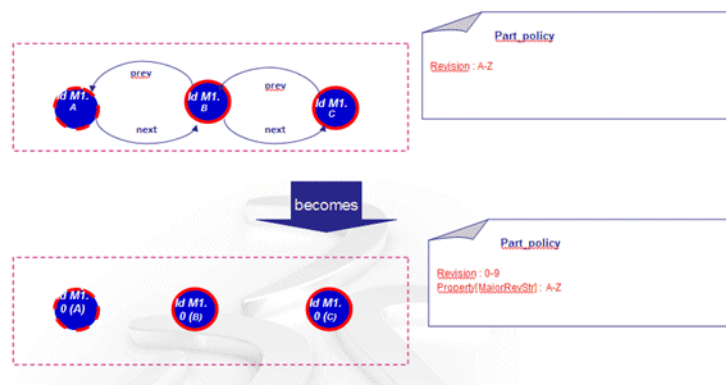 Part_policy
Revision : A-Z
prev
prev
Id M1.
A
Id M1.
B
Id M1.
C
next
next
becomes
Part_policy
Revision : 0-9
Property[MajorRevStr] : A-Z
Id M1.
0 (A)
Id M1.
0 (B)
Id M1.
0 (C)